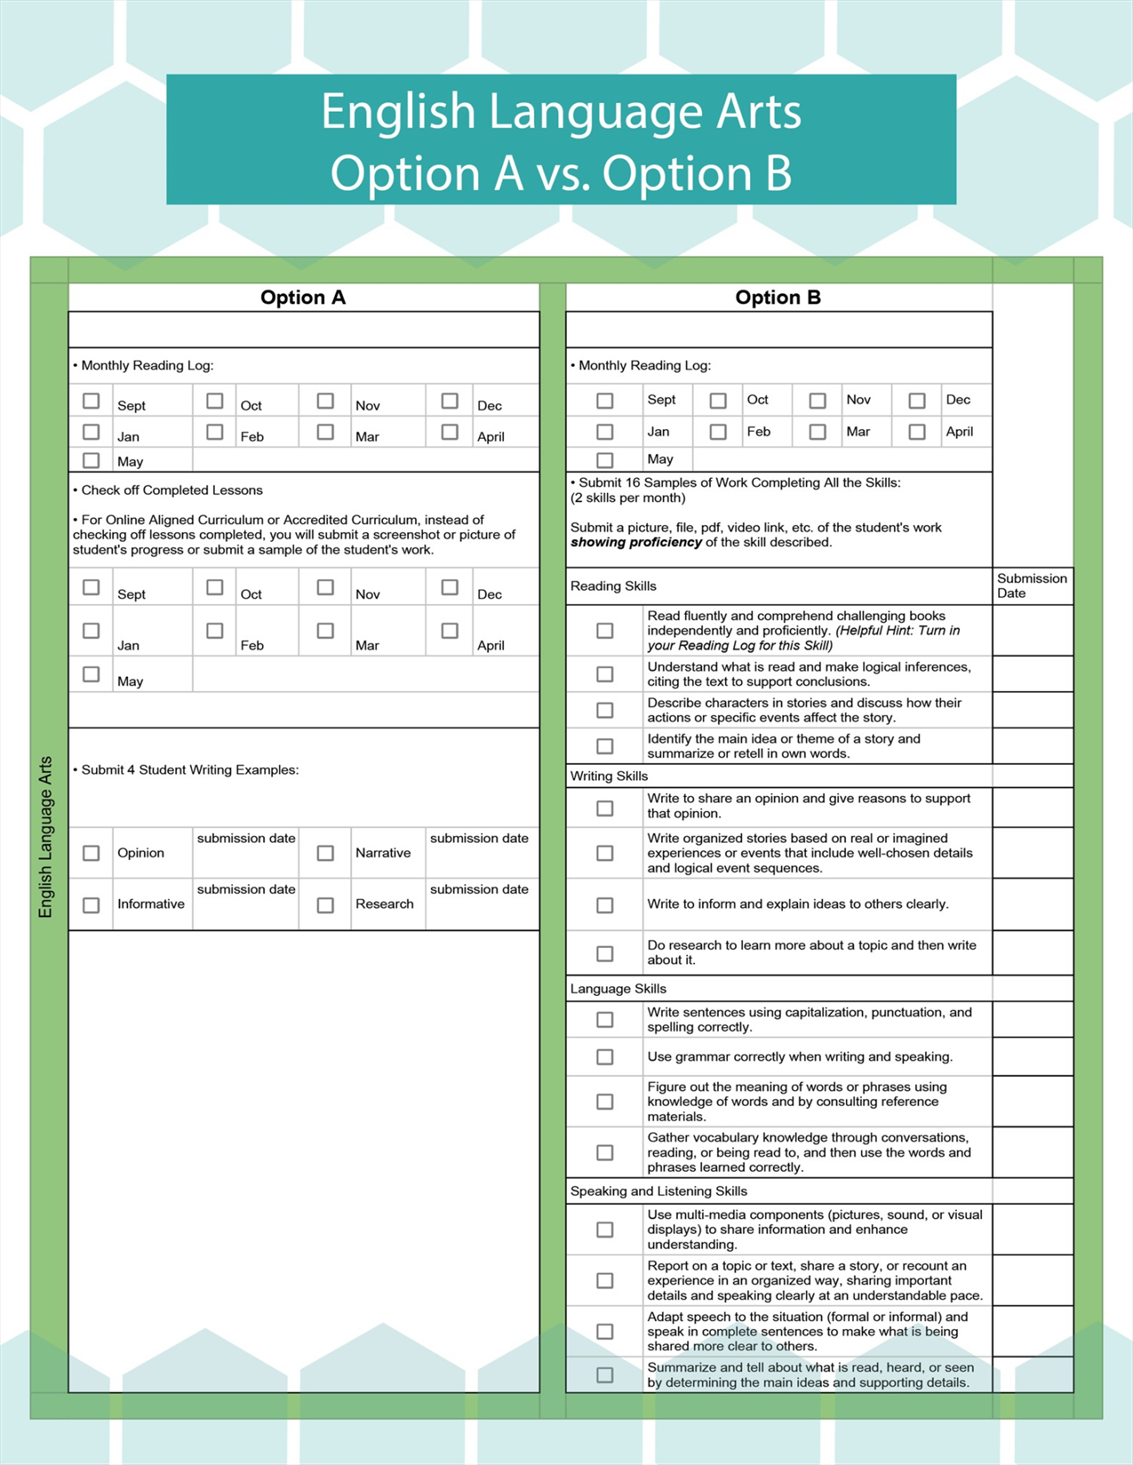 English Language Arts
Option A vs. Option B
English Language Arts
Option A
• Monthly Reading Log:
Sept Oct Nov Dec
Jan Feb Mar April
May
• Check off Completed Lessons
• For Online Aligned Curriculum or Accredited Curriculum, instead of
checking off lessons completed, you will submit a screenshot or picture of
student's progress or submit a sample of the student's work.
Sept Oct Nov Dec
Jan Feb Mar April
May
• Submit 4 Student Writing Examples:
Opinion submission date Narrative submission date
Informative submission date Research submission date
Option B
• Monthly Reading Log:
Sept Oct Nov Dec
Jan Feb Mar April
May
• Submit 16 Samples of Work Completing All the Skills:
(2 skills per month)
Submit a picture, file, pdf, video link, etc. of the student's work
showing proficiency of the skill described.
Reading Skills
Submission
Date
Read fluently and comprehend challenging books
independently and proficiently. (Helpful Hint: Turn in
your Reading Log for this Skill)
Understand what is read and make logical inferences,
citing the text to support conclusions.
Describe characters in stories and discuss how their
actions or specific events affect the story.
Identify the main idea or theme of a story and
summarize or retell in own words.
Writing Skills
Write to share an opinion and give reasons to support
that opinion.
Write organized stories based on real or imagined
experiences or events that include well-chosen details
and logical event sequences.
Write to inform and explain ideas to others clearly.
Do research to learn more about a topic and then write
about it.
Language Skills
Write sentences using capitalization, punctuation, and
spelling correctly.
Use grammar correctly when writing and speaking.
Figure out the meaning of words or phrases using
knowledge of words and by consulting reference
materials.
Gather vocabulary knowledge through conversations,
reading, or being read to, and then use the words and
phrases learned correctly.
Speaking and Listening Skills
Use multi-media components (pictures, sound, or visual
displays) to share information and enhance
understanding.
Report on a topic or text, share a story, or recount an
experience in an organized way, sharing important
details and speaking clearly at an understandable pace.
Adapt speech to the situation (formal or informal) and
speak in complete sentences to make what is being
shared more clear to others.
Summarize and tell about what is read, heard, or seen
by determining the main ideas and supporting details.